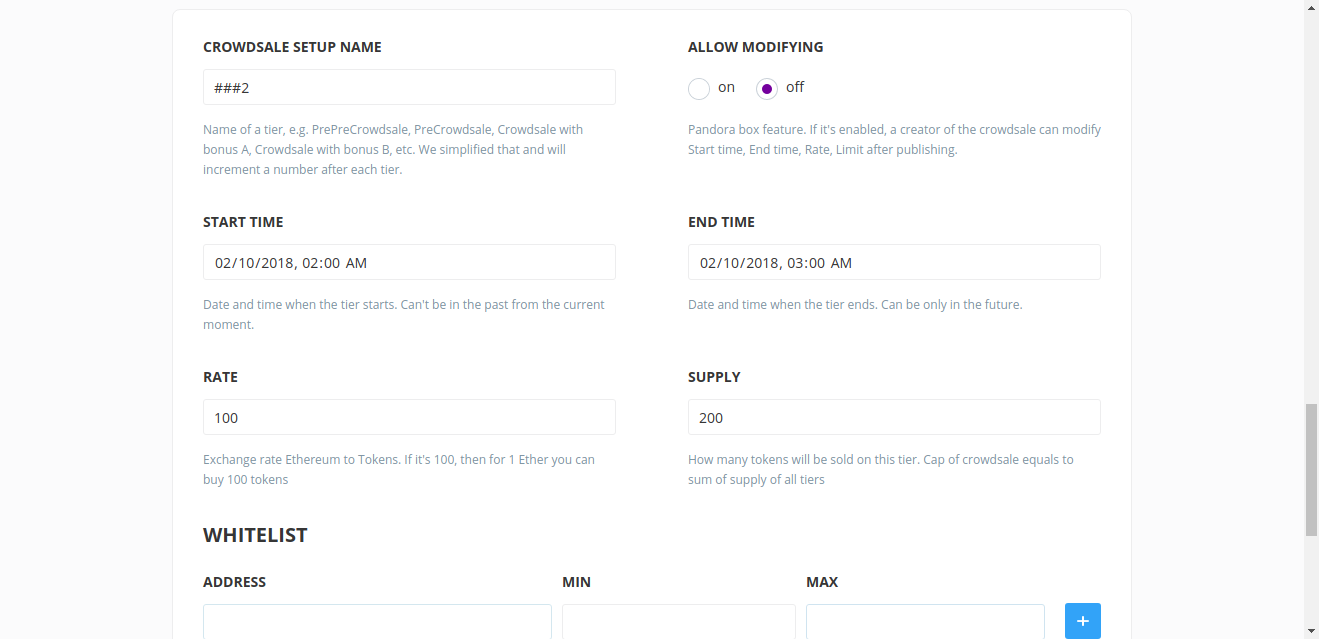 CROWDSALE SETUP NAME
ALLOW MODIFYING
###2
on
off
Name of a tier, e.g. PrePreCrowdsale, PreCrowdsale, Crowdsale with
bonus A, Crowdsale with bonus B, etc. We simplified that and will
increment a number after each tier.
Pandora box feature. If it's enabled, a creator of the crowdsale can modify
Start time, End time, Rate, Limit after publishing.
START TIME
END TIME
02/10/2018, 02:00 AM
02/10/2018, 03:00 AM
Date and time when the tier starts. Can't be in the past from the current
moment.
Date and time when the tier ends. Can be only in the future.
RATE
SUPPLY
100
200
Exchange rate Ethereum to Tokens. If it's 100, then for 1 Ether you can
buy 100 tokens
How many tokens will be sold on this tier. Cap of crowdsale equals to
sum of supply of all tiers
WHITELIST
ADDRESS
MIN
MAX
+